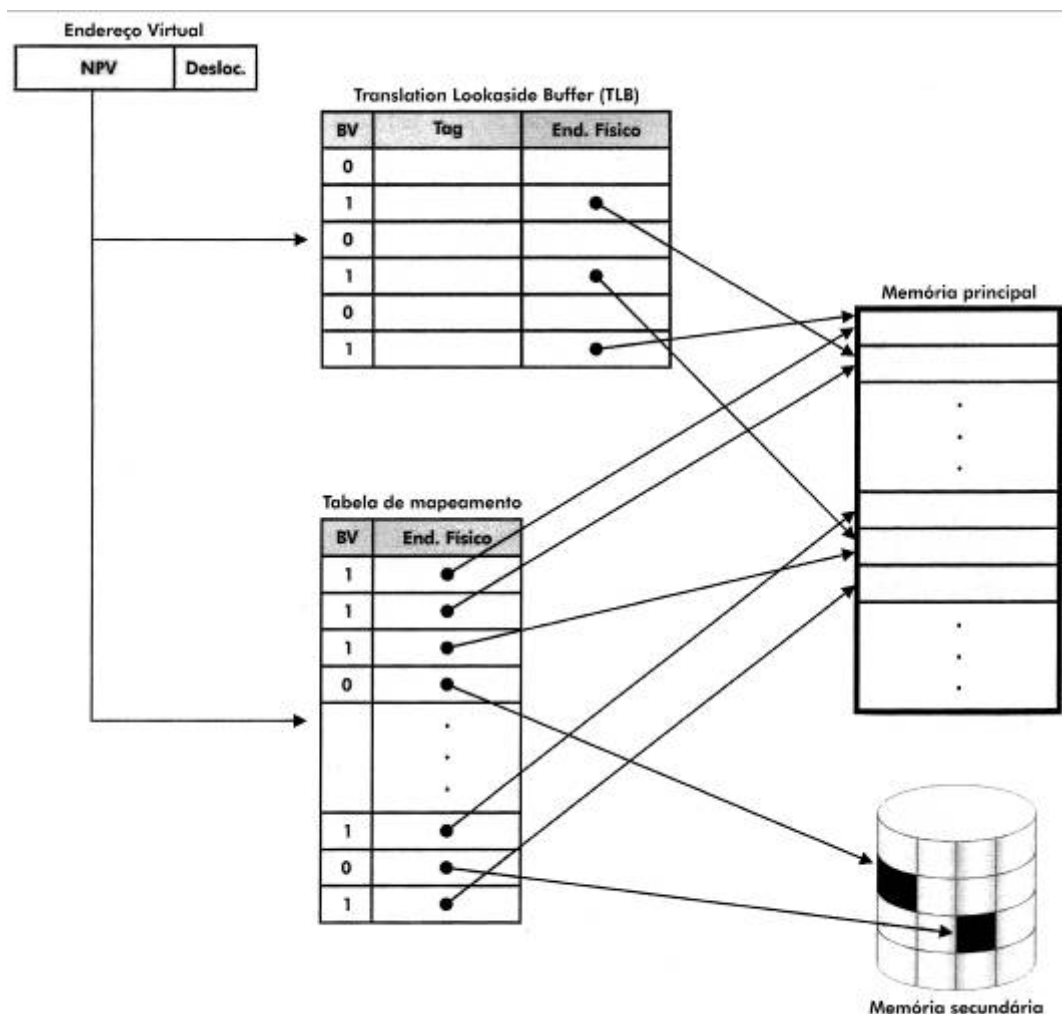 Endereço Virtual
NPV Desloc.
Translation Lookaside Buffer (TLB)
BV Tag End. Físico
0
1
0
1
0
1
Memória principal
Tabela de mapeamento
BV End. Físico
1
1
1
0
1
0
1
Memória secundária